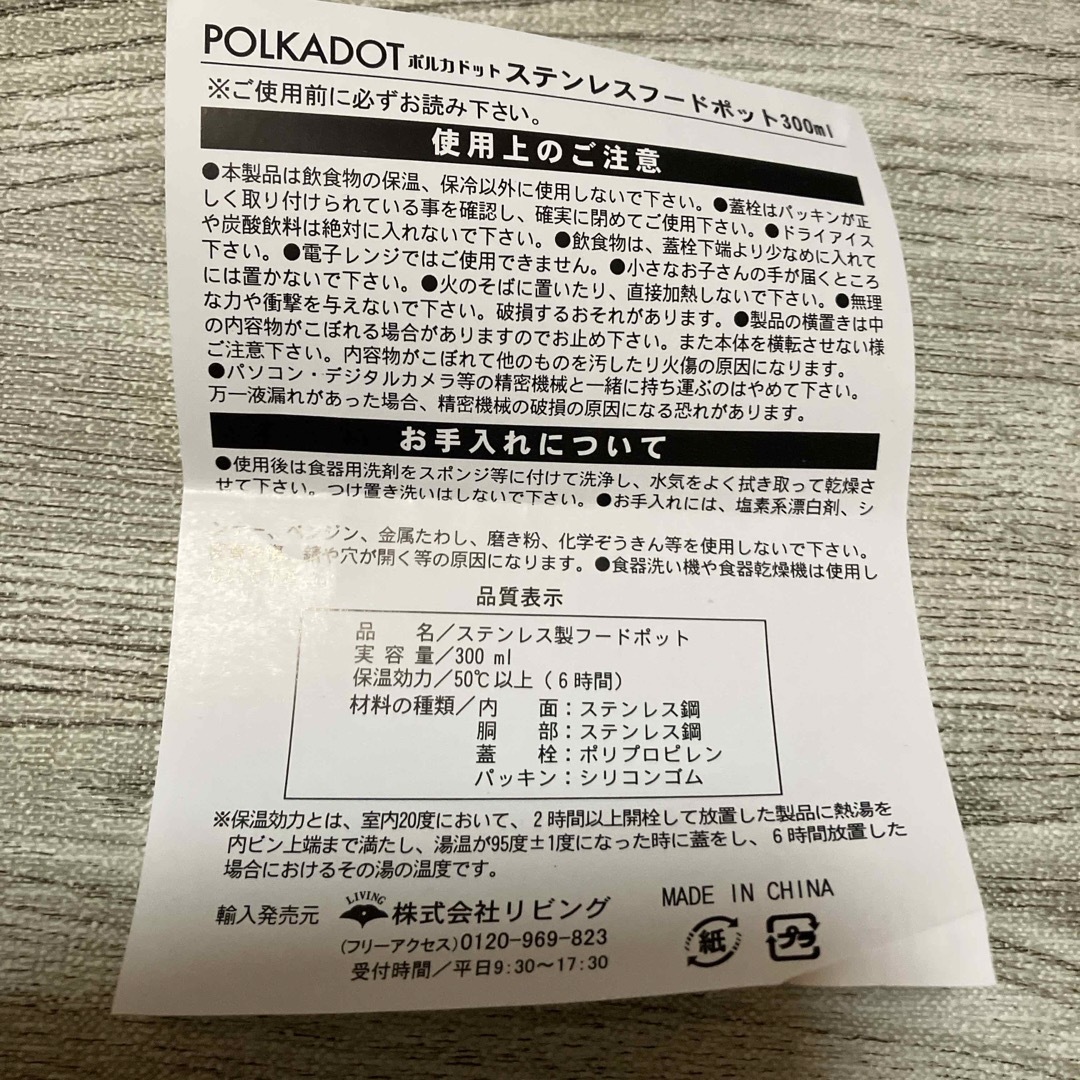 POLKADOT ポルカドット ステンレスフードポット300ml
※ご使用前に必ずお読み下さい。
使用上のご注意
●本製品は飲食物の保温、保冷以外に使用しないで下さい。●蓋栓はパッキンが正
しく取り付けられている事を確認し、確実に閉めてご使用下さい。●ドライアイス
や炭酸飲料は絶対に入れないで下さい。●飲食物は、蓋栓下端より少なめに入れて
下さい。●電子レンジではご使用できません。●小さなお子さんの手が届くところ
には置かないで下さい。●火のそばに置いたり、直接加熱しないで下さい。●無理
な力や衝撃を与えないで下さい。破損するおそれがあります。●製品の横置きは中
の内容物がこぼれる場合がありますのでお止め下さい。また本体を横転させない様
ご注意下さい。内容物がこぼれて他のものを汚したり火傷の原因になります。
●パソコン・デジタルカメラ等の精密機械と一緒に持ち運ぶのはやめて下さい。
万一液漏れがあった場合、精密機械の破損の原因になる恐れがあります。
お手入れについて
●使用後は食器用洗剤をスポンジ等に付けて洗浄し、水気をよく拭き取って乾燥さ
せて下さい。つけ置き洗いはしないで下さい。●お手入れには、塩素系漂白剤、シ
ンナー、ベンジン、金属たわし、磨き粉、化学ぞうきん等を使用しないで下さい。
錆や穴が開く等の原因になります。●食器洗い機や食器乾燥機は使用し
品質表示
品　　名／ステンレス製フードポット
実 容 量／300 ml
保温効力／50℃以上（6時間）
材料の種類／内　　面：ステンレス鋼
胴　　部：ステンレス鋼
蓋　　栓：ポリプロピレン
パッキン：シリコンゴム
※保温効力とは、室内20度において、2時間以上開栓して放置した製品に熱湯を
内ビン上端まで満たし、湯温が95度±1度になった時に蓋をし、6時間放置した
場合におけるその湯の温度です。
輸入発売元 LIVING 株式会社リビング
(フリーアクセス)0120-969-823
受付時間／平日9:30～17:30
MADE IN CHINA
紙 プラ